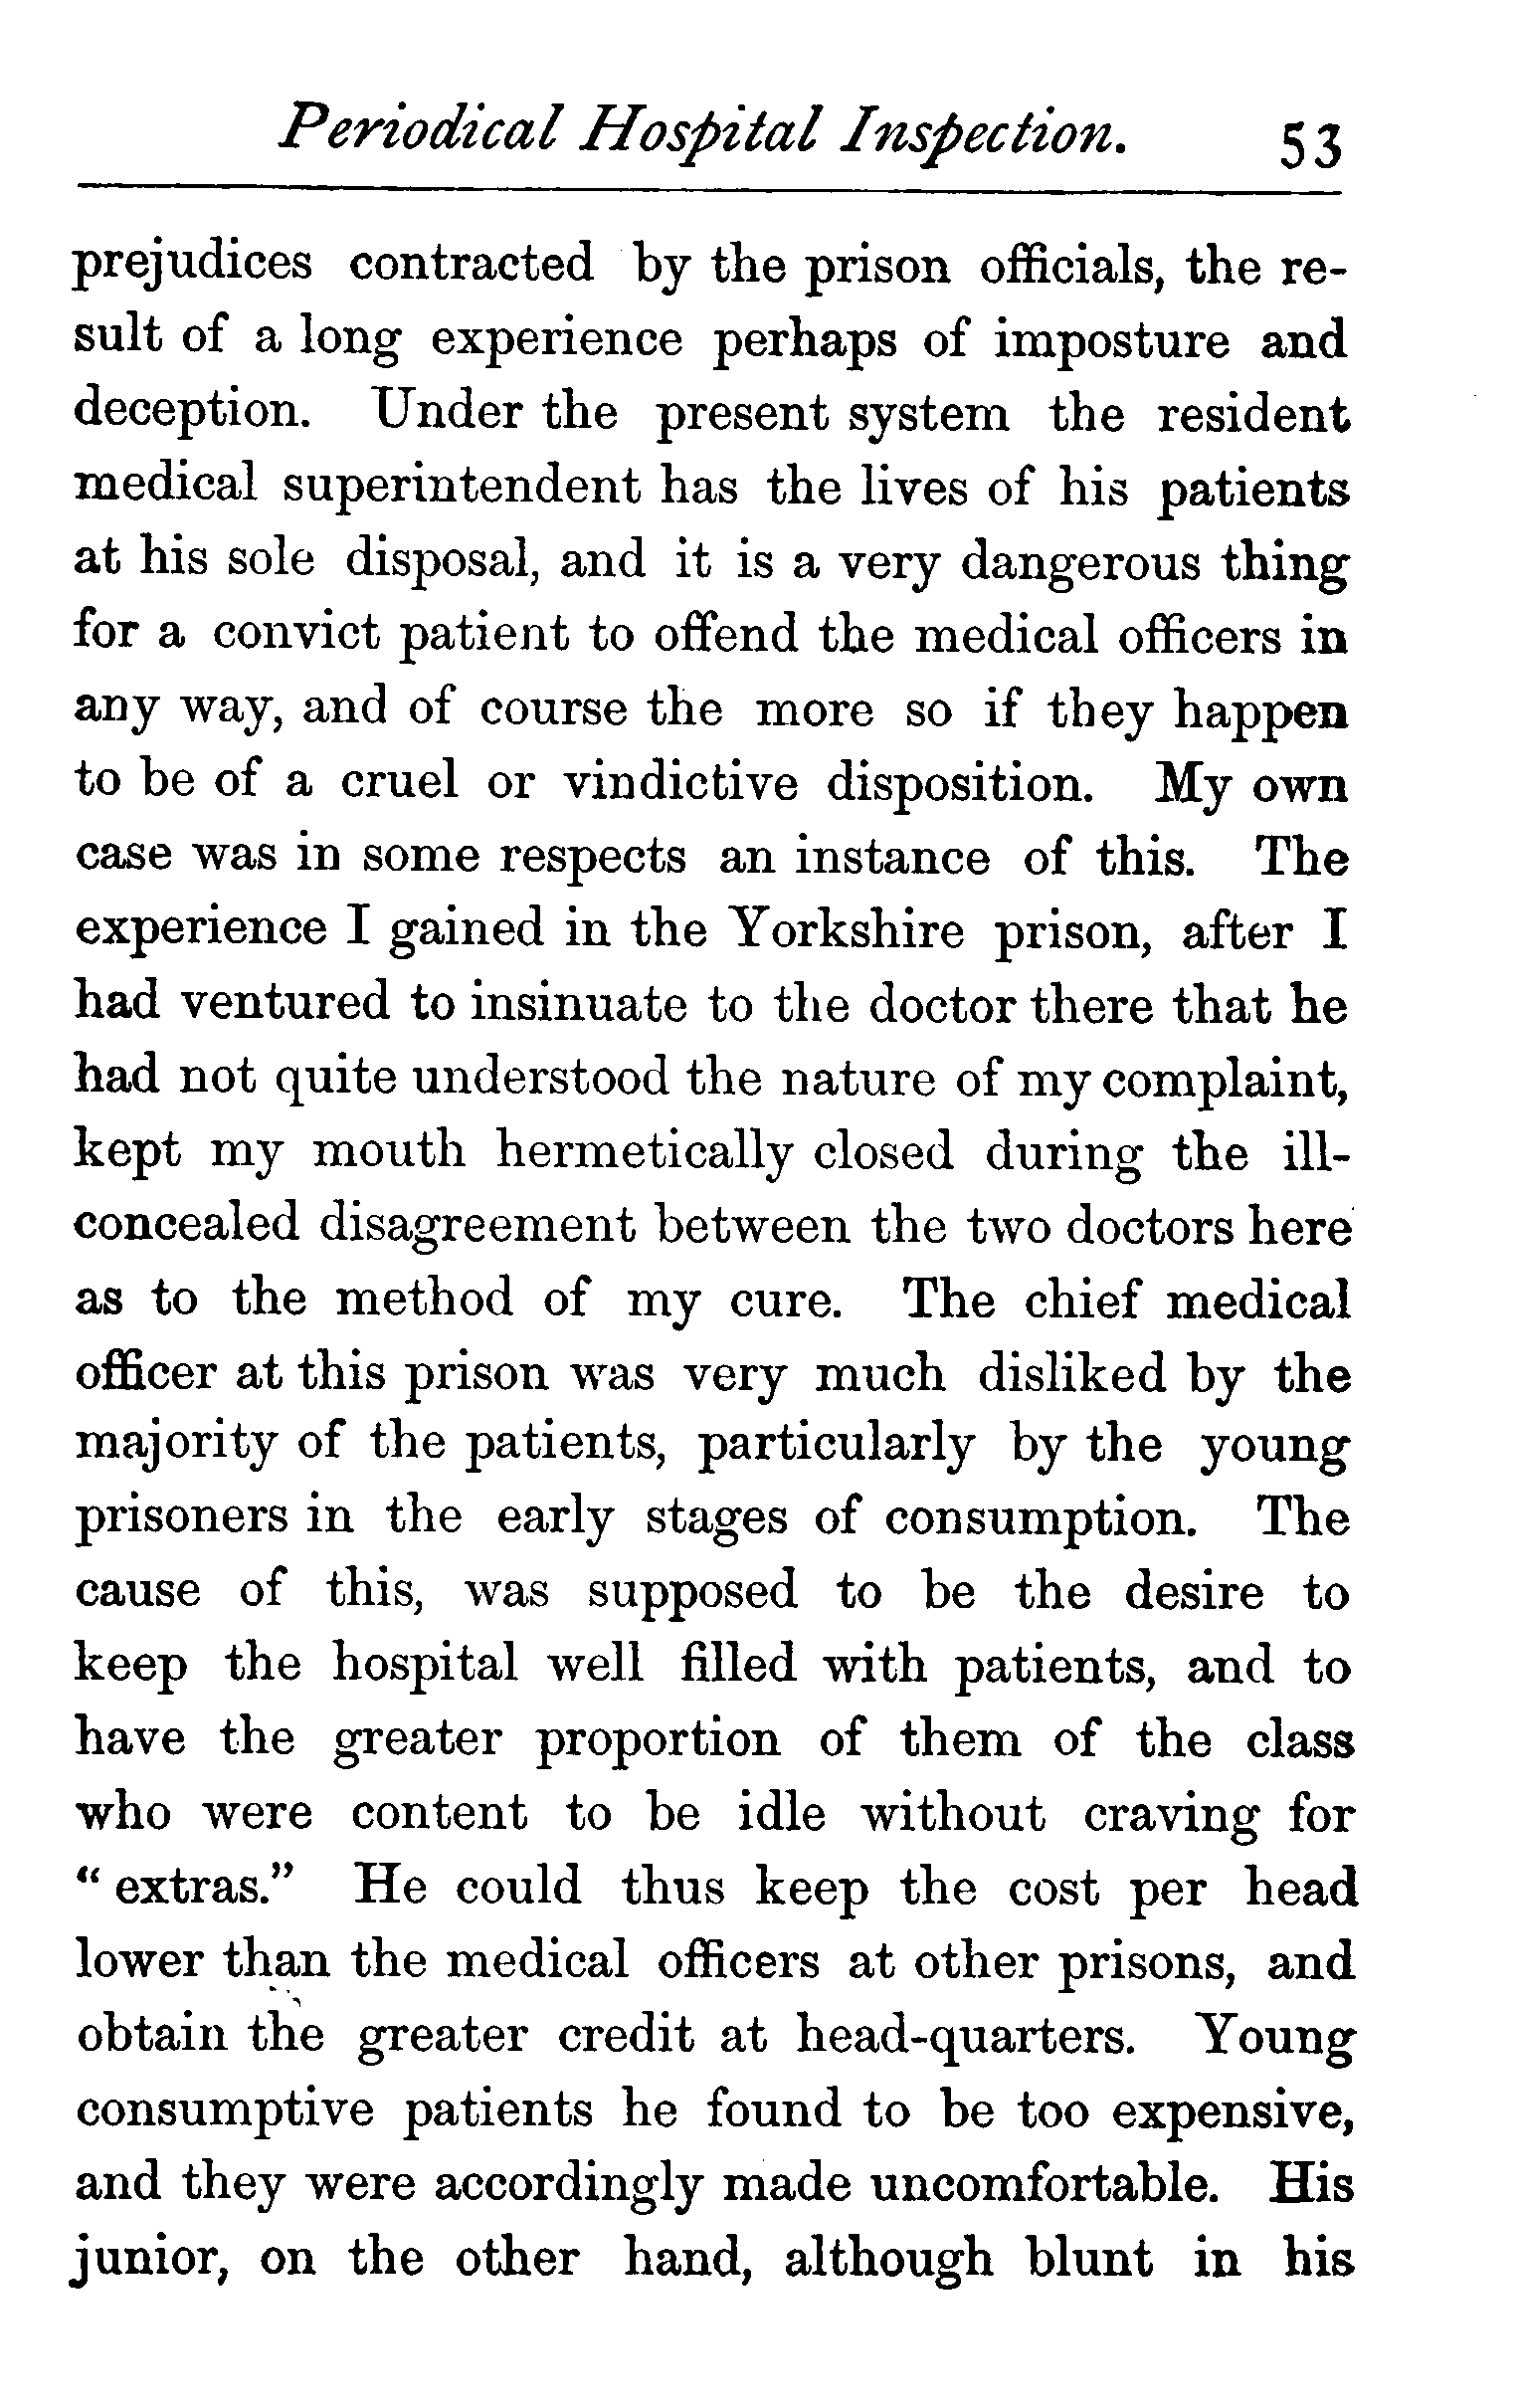 Periodical Hospital Inspection. 53
prejudices contracted by the prison officials, the re-
sult of a long experience perhaps of imposture and
deception. Under the present system the resident
medical superintendent has the lives of his patients
at his sole disposal, and it is a very dangerous thing
for a convict patient to offend the medical officers in
any way, and of course the more so if they happen
to be of a cruel or vindictive disposition. My own
case was in some respects an instance of this. The
experience I gained in the Yorkshire prison, after I
had ventured to insinuate to the doctor there that he
had not quite understood the nature of my complaint,
kept my mouth hermetically closed during the ill-
concealed disagreement between the two doctors here
as to the method of my cure. The chief medical
officer at this prison was very much disliked by the
majority of the patients, particularly by the young
prisoners in the early stages of consumption. The
cause of this, was supposed to be the desire to
keep the hospital well filled with patients, and to
have the greater proportion of them of the class
who were content to be idle without craving for
“ extras.” He could thus keep the cost per head
lower than the medical officers at other prisons, and
obtain the greater credit at head-quarters. Young
consumptive patients he found to be too expensive,
and they were accordingly made uncomfortable. His
junior, on the other hand, although blunt in his